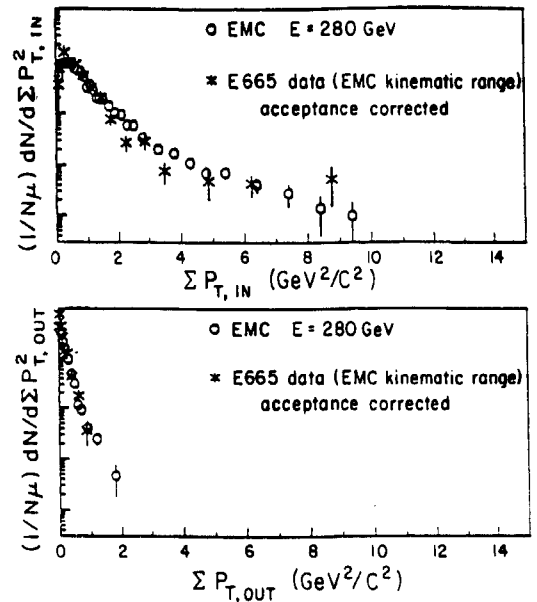 (1/Nμ) dN/dΣP²T,IN
O EMC E = 280 GeV
* E665 data (EMC kinematic range)
acceptance corrected
0 2 4 6 8 10 12 14
Σ PT, IN (GeV²/C²)
(1/Nμ) dN/dΣP²T,OUT
O EMC E = 280 GeV
* E665 data (EMC kinematic range)
acceptance corrected
0 2 4 6 8 10 12 14
Σ PT,OUT (GeV²/C²)